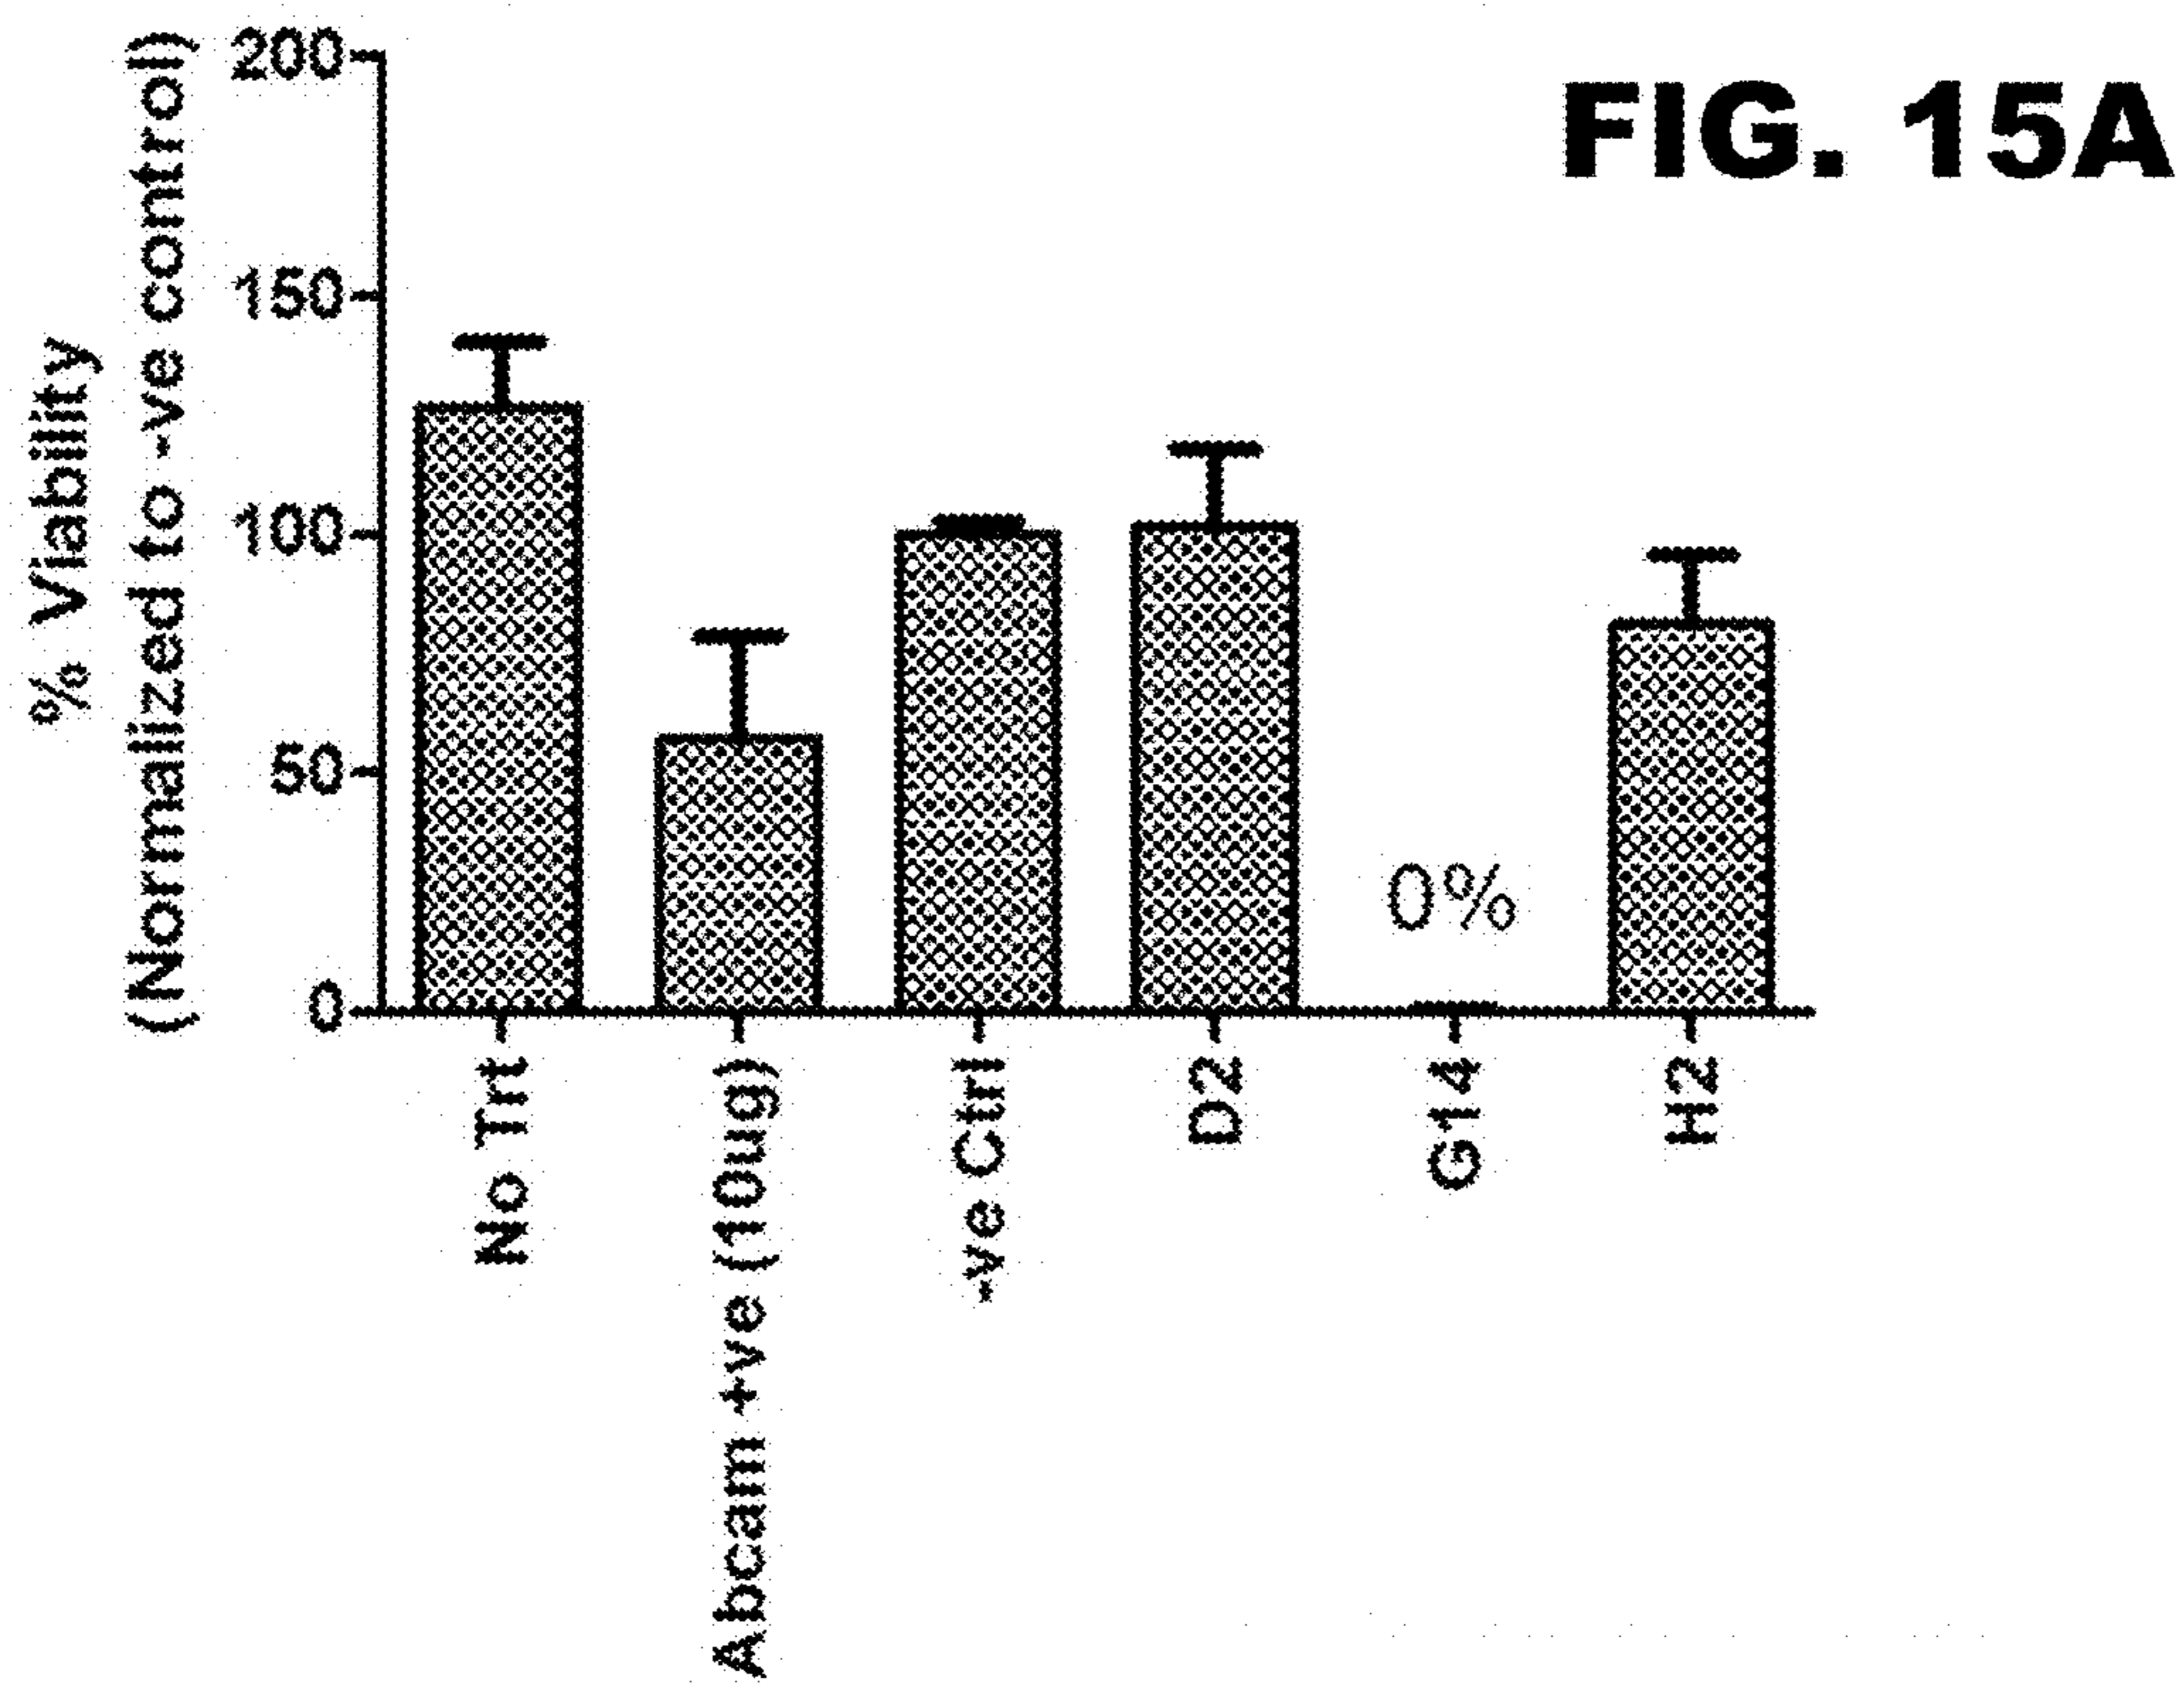 FIG. 15A
% Viability
(Normalized to -ve control)
200
150
100
50
0
0%
No Trt
Abcam +ve (10ug)
-ve Ctrl
D2
G14
H2